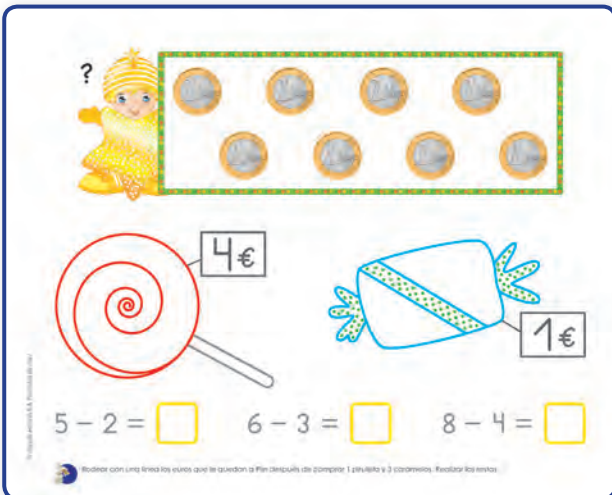 ?
4€
1€
5 – 2 =
6 – 3 =
8 – 4 =
Rodear con una línea los euros que le quedan a Pin después de comprar 1 piruleta y 3 caramelos. Realizar las restas.